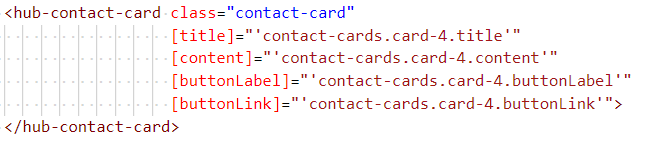 <hub-contact-card class="contact-card"
[title]="'contact-cards.card-4.title'"
[content]="'contact-cards.card-4.content'"
[buttonLabel]="'contact-cards.card-4.buttonLabel'"
[buttonLink]="'contact-cards.card-4.buttonLink'">
</hub-contact-card>